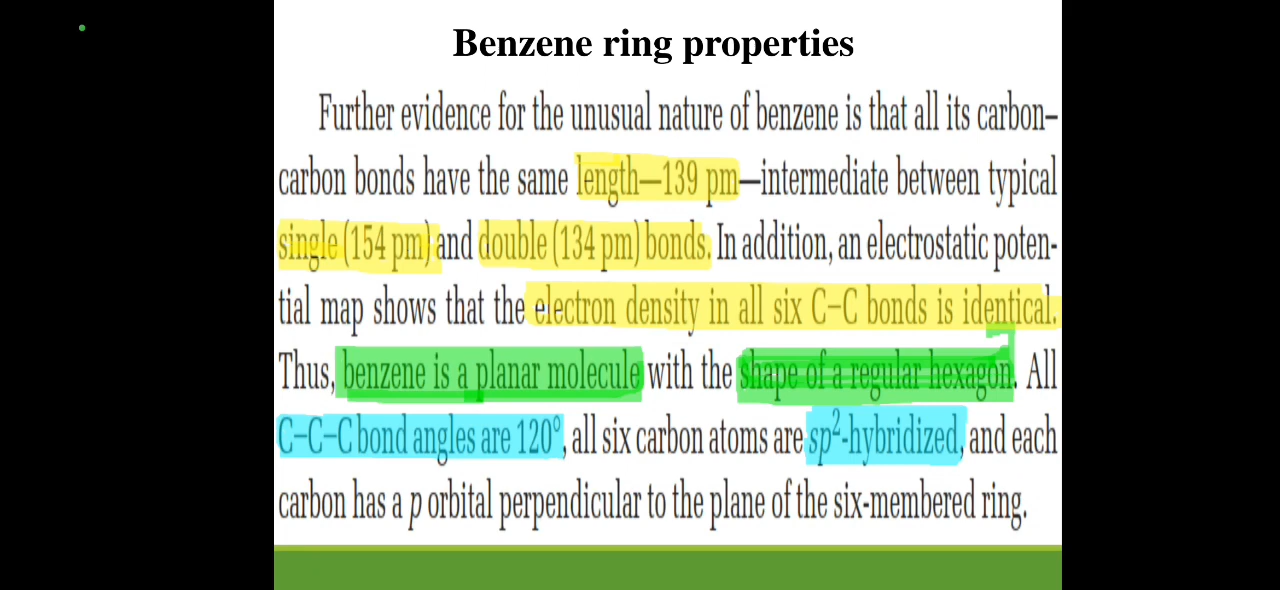 Benzene ring properties
Further evidence for the unusual nature of benzene is that all its carbon–
carbon bonds have the same length—139 pm—intermediate between typical
single (154 pm) and double (134 pm) bonds. In addition, an electrostatic poten-
tial map shows that the electron density in all six C–C bonds is identical.
Thus, benzene is a planar molecule with the shape of a regular hexagon. All
C–C–C bond angles are 120°, all six carbon atoms are sp²-hybridized, and each
carbon has a p orbital perpendicular to the plane of the six-membered ring.